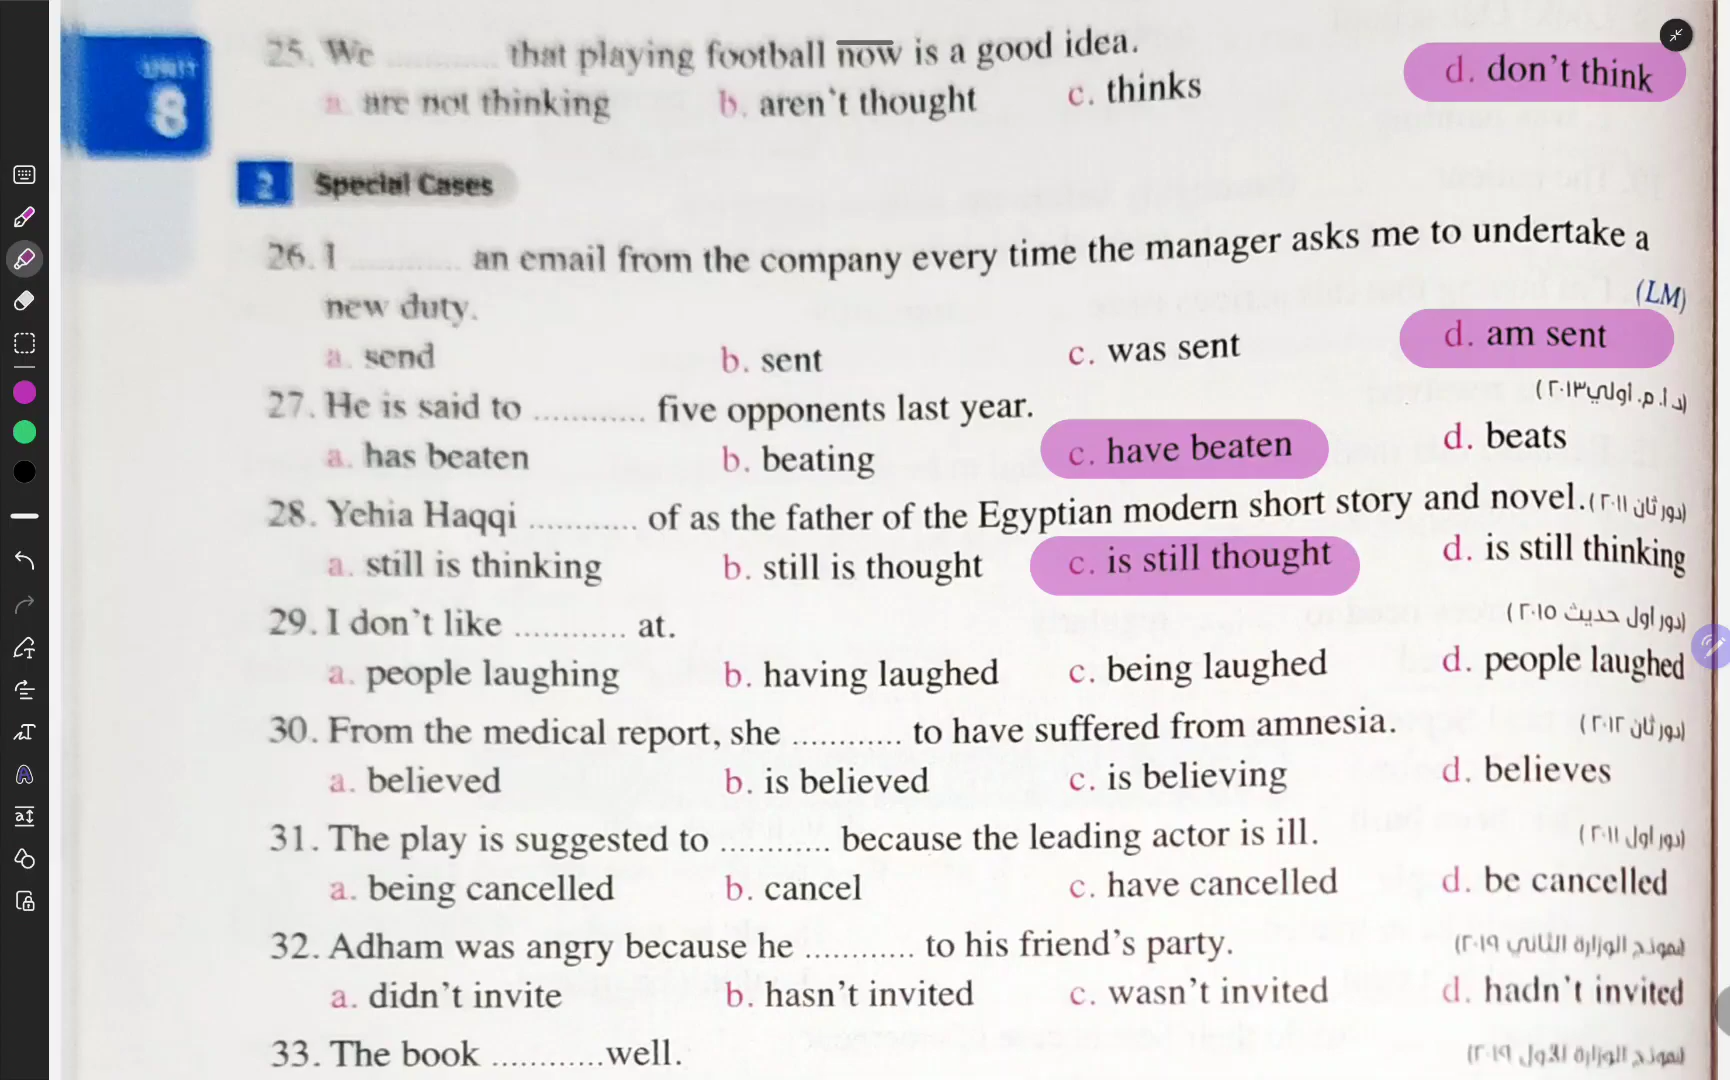 UNIT
8
25. We .......... that playing football now is a good idea.
a. are not thinking b. aren't thought c. thinks d. don't think
2 Special Cases
26. I .......... an email from the company every time the manager asks me to undertake a
new duty. (LM)
a. send b. sent c. was sent d. am sent
27. He is said to ............ five opponents last year. (د.ا.م. أولي ٢٠١٣)
a. has beaten b. beating c. have beaten d. beats
28. Yehia Haqqi ............ of as the father of the Egyptian modern short story and novel. (دور ثان ٢٠١١)
a. still is thinking b. still is thought c. is still thought d. is still thinking
29. I don't like ............ at. (دور أول حديث ٢٠١٥)
a. people laughing b. having laughed c. being laughed d. people laughed
30. From the medical report, she ............ to have suffered from amnesia. (دور ثان ٢٠١٢)
a. believed b. is believed c. is believing d. believes
31. The play is suggested to ............ because the leading actor is ill. (دور اول ٢٠١١)
a. being cancelled b. cancel c. have cancelled d. be cancelled
32. Adham was angry because he ............ to his friend's party. (نموذج الوزارة الثاني ٢٠١٩)
a. didn't invite b. hasn't invited c. wasn't invited d. hadn't invited
33. The book ............ well. (نموذج الوزارة الأول ٢٠١٩)